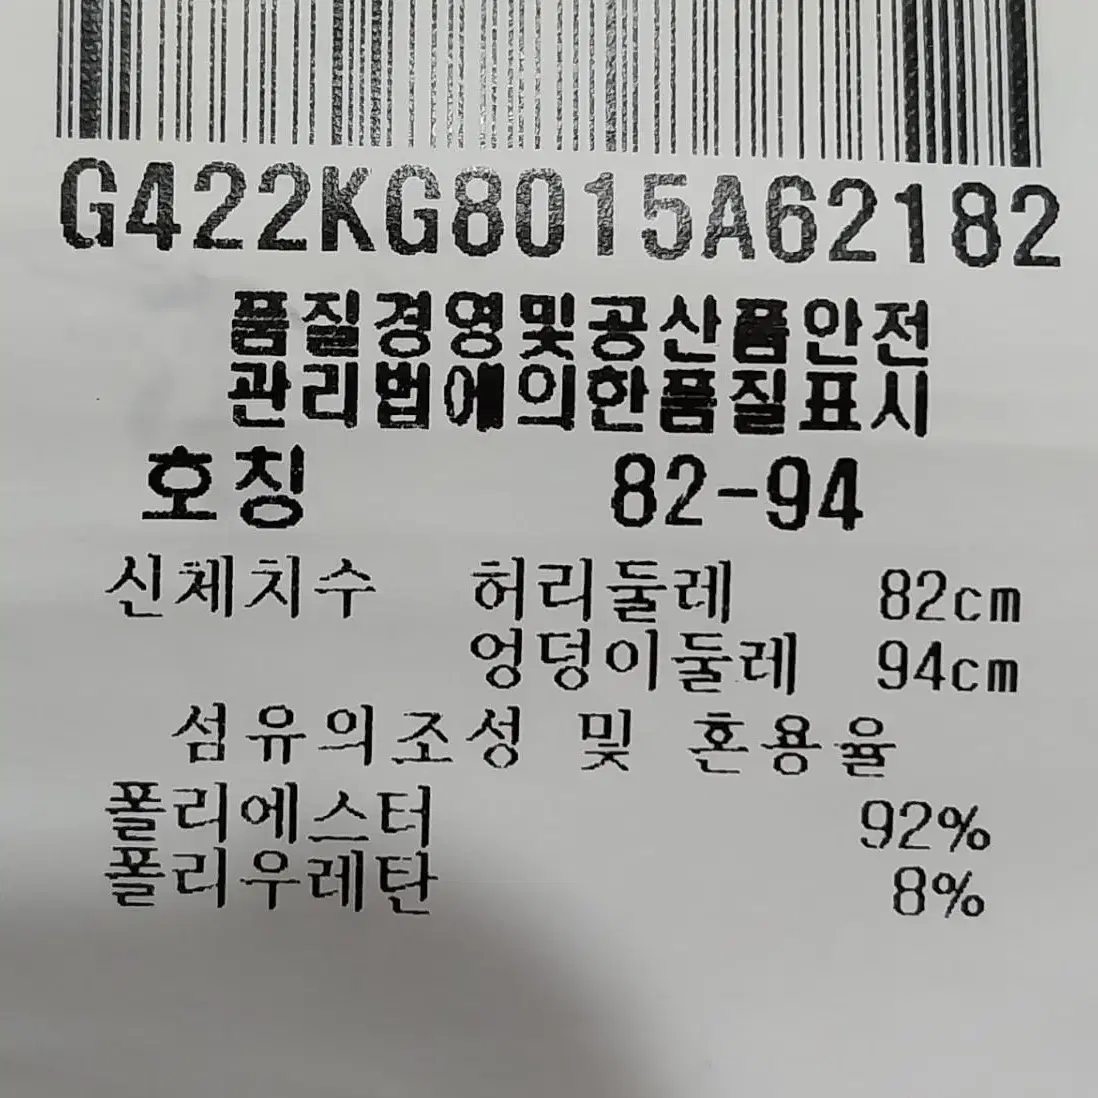 G422KG8015A62182
품질경영및공산품안전
관리법에의한품질표시
호칭 82-94
신체치수 허리둘레 82cm
엉덩이둘레 94cm
섬유의조성 및 혼용율
폴리에스터 92%
폴리우레탄 8%